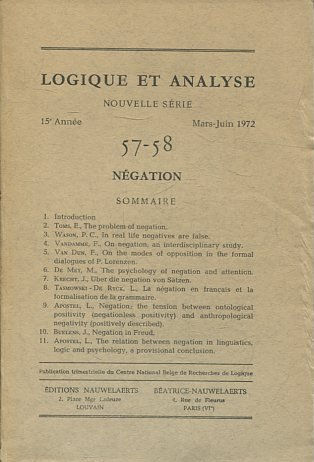 LOGIQUE ET ANALYSE
NOUVELLE SÉRIE
15e Année Mars-Juin 1972
57-58
NÉGATION
SOMMAIRE
1. Introduction
2. Toms, E., The problem of negation.
3. Wason, P. C., In real life negatives are false.
4. Vandamme, F., On negation, an interdisciplinary study.
5. Van Dun, F., On the modes of opposition in the formal
dialogues of P. Lorenzen.
6. De Mey, M., The psychology of negation and attention.
7. Knecht, J., Uber die negation von Sätzen.
8. Tasmowski-De Ryck, L., La négation en francais et la
formalisation de la grammaire.
9. Apostel, L., Negation; the tension between ontological
positivity (negationless positivity) and anthropological
negativity (positively described).
10. Buelens, J., Negation in Freud.
11. Apostel, L., The relation between negation in linguistics,
logic and psychology, a provisional conclusion.
Publication trimestrielle du Centre National Belge de Recherches de Logique
ÉDITIONS NAUWELAERTS BÉATRICE-NAUWELAERTS
2, Place Mgr Ladeuze 4, Rue de Fleurus
LOUVAIN PARIS (VIe)